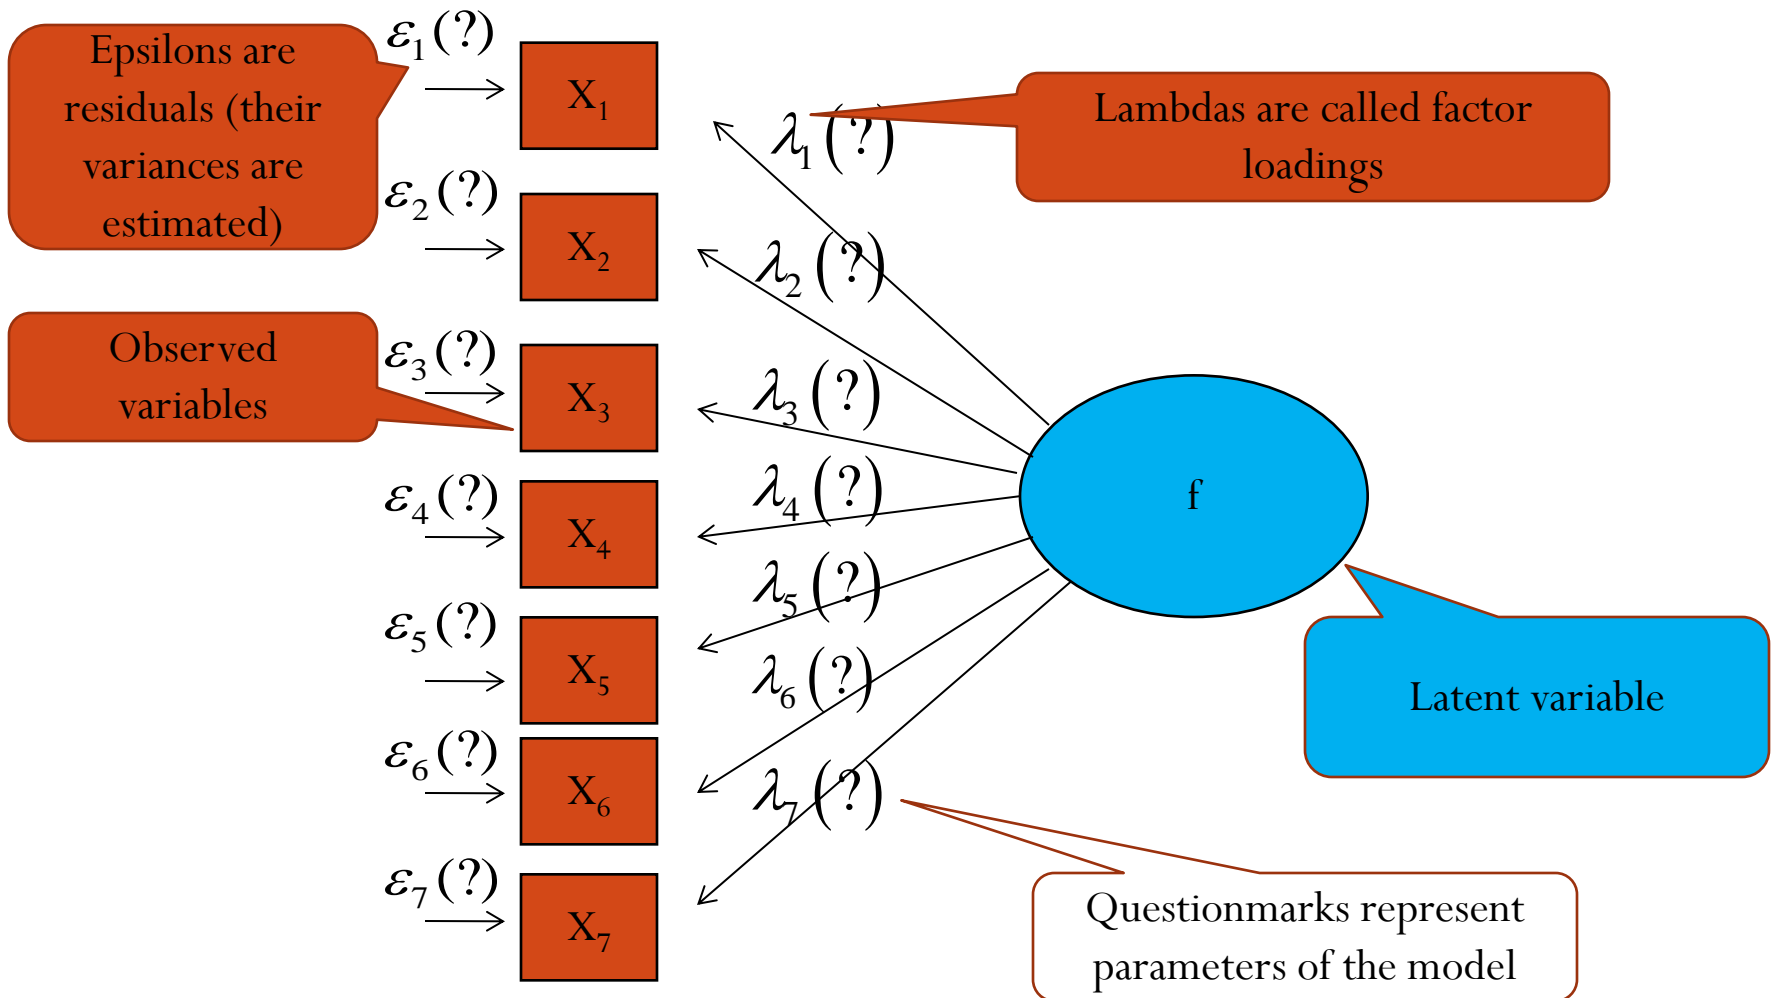 Epsilons are
residuals (their
variances are
estimated)
ε₁(?)
X₁
λ₁(?)
Lambdas are called factor
loadings
ε₂(?)
X₂
λ₂(?)
Observed
variables
ε₃(?)
X₃
λ₃(?)
ε₄(?)
X₄
λ₄(?)
f
ε₅(?)
X₅
λ₅(?)
Latent variable
ε₆(?)
X₆
λ₆(?)
ε₇(?)
X₇
λ₇(?)
Questionmarks represent
parameters of the model